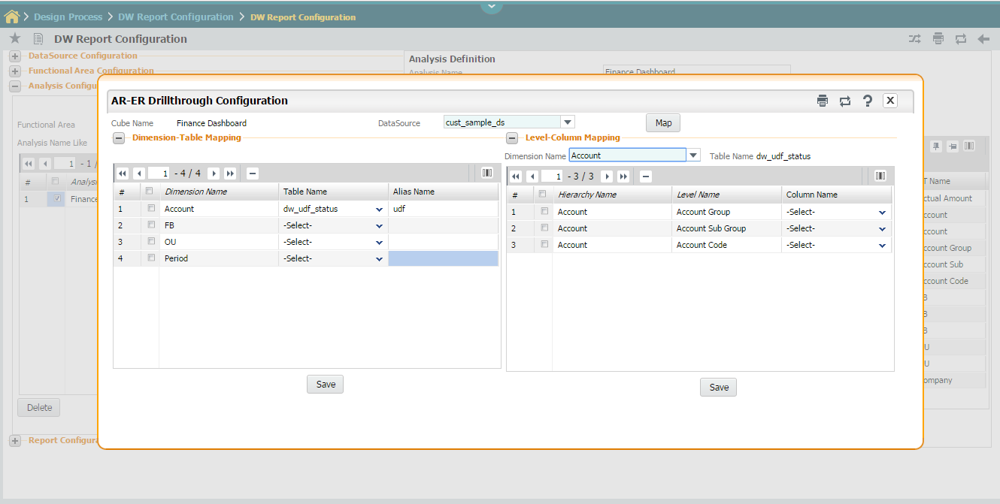 Design Process > DW Report Configuration > DW Report Configuration
DW Report Configuration
DataSource Configuration
Functional Area Configuration
Analysis Configu
Analysis Definition
Analysis Name Finance Dashboard
Functional Area
Analysis Name Like
1 - 1 /
# Analysi
1 Finance
Delete
Report Configura
AR-ER Drillthrough Configuration
? X
Cube Name Finance Dashboard DataSource cust_sample_ds Map
Dimension-Table Mapping
1 - 4 / 4
# Dimension Name Table Name Alias Name
1 Account dw_udf_status udf
2 FB -Select-
3 OU -Select-
4 Period -Select-
Save
Level-Column Mapping
Dimension Name Account Table Name dw_udf_status
1 - 3 / 3
# Hierarchy Name Level Name Column Name
1 Account Account Group -Select-
2 Account Account Sub Group -Select-
3 Account Account Code -Select-
Save
T Name
ctual Amount
ccount
ccount
ccount Group
ccount Sub
ccount Code
B
B
B
U
U
ompany